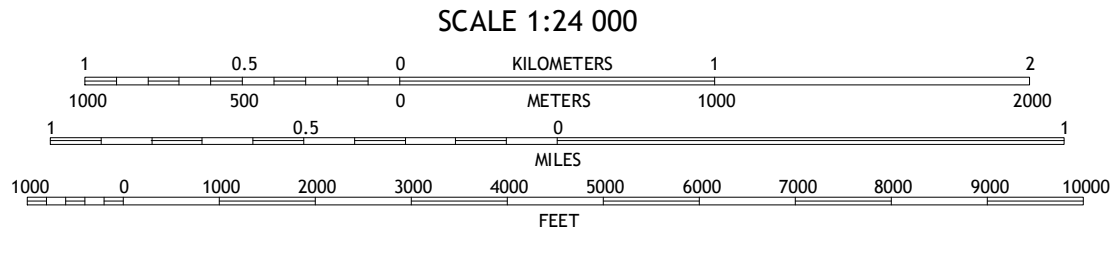 SCALE 1:24 000
1 0.5 0 KILOMETERS 1 2
1000 500 0 METERS 1000 2000
1 0.5 0 1
MILES
1000 0 1000 2000 3000 4000 5000 6000 7000 8000 9000 10000
FEET